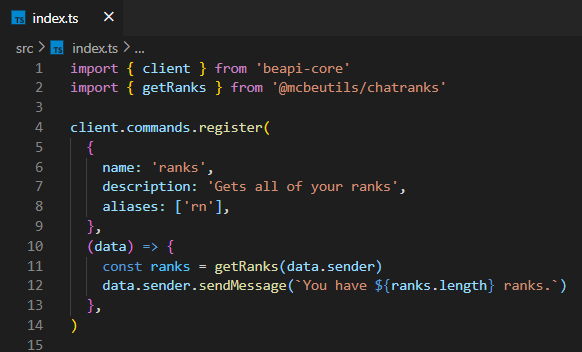 TS index.ts ×
src > TS index.ts > ...
1 import { client } from 'beapi-core'
2 import { getRanks } from '@mcbeutils/chatranks'
3
4 client.commands.register(
5   {
6     name: 'ranks',
7     description: 'Gets all of your ranks',
8     aliases: ['rn'],
9   },
10   (data) => {
11     const ranks = getRanks(data.sender)
12     data.sender.sendMessage(`You have ${ranks.length} ranks.`)
13   },
14 )
15